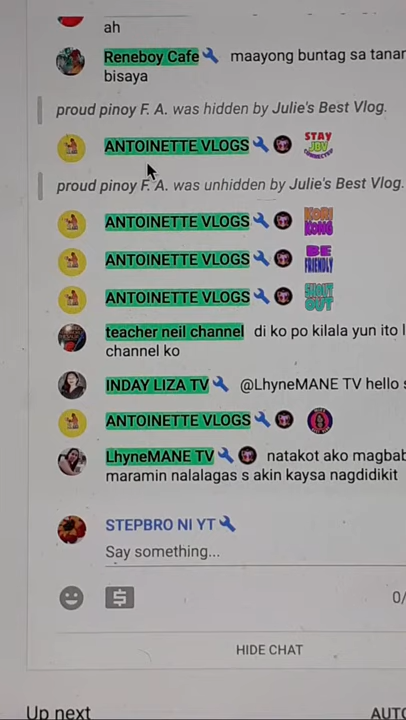 ah
Reneboy Cafe maayong buntag sa tanan
bisaya
proud pinoy F. A. was hidden by Julie's Best Vlog.
ANTOINETTE VLOGS STAY JBV CONNECTED
proud pinoy F. A. was unhidden by Julie's Best Vlog.
ANTOINETTE VLOGS KORI KONG
ANTOINETTE VLOGS BE FRIENDLY
ANTOINETTE VLOGS SHOUT OUT
teacher neil channel di ko po kilala yun ito l
channel ko
INDAY LIZA TV @LhyneMANE TV hello s
ANTOINETTE VLOGS
LhyneMANE TV natakot ako magbab
maramin nalalagas s akin kaysa nagdidikit
STEPBRO NI YT
Say something...
0/
HIDE CHAT
Up next AUTO